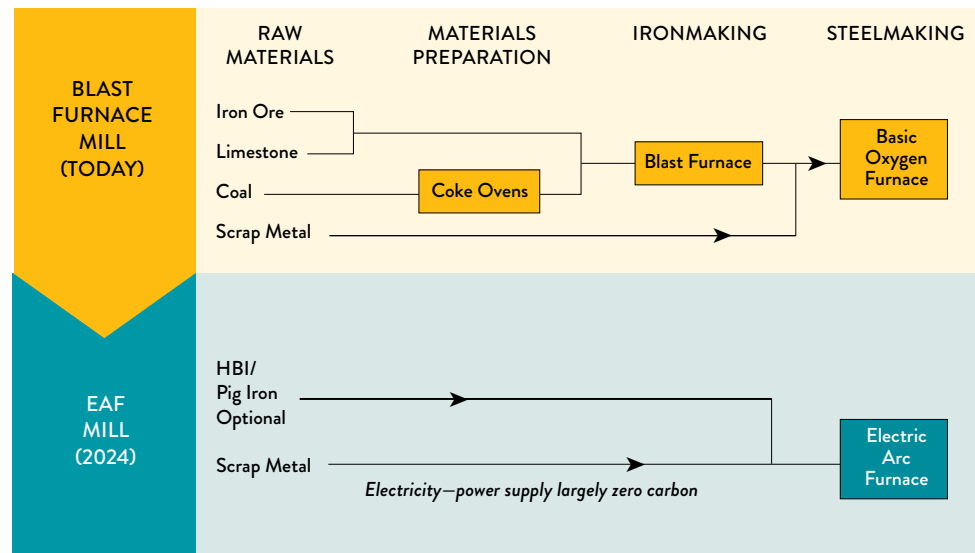 RAW
MATERIALS
MATERIALS
PREPARATION
IRONMAKING
STEELMAKING
BLAST
FURNACE
MILL
(TODAY)
Iron Ore
Limestone
Coal
Scrap Metal
Coke Ovens
Blast Furnace
Basic
Oxygen
Furnace
EAF
MILL
(2024)
HBI/
Pig Iron
Optional
Scrap Metal
Electricity—power supply largely zero carbon
Electric
Arc
Furnace